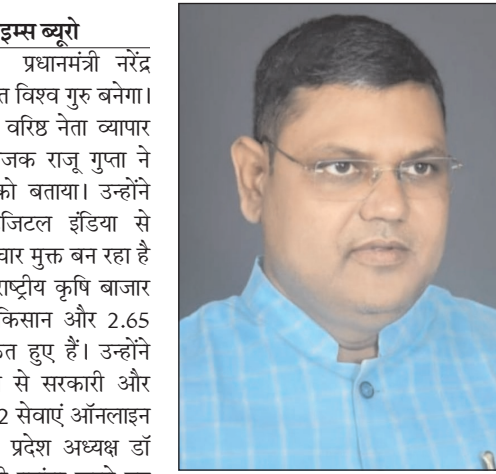 इम्स ब्यूरो
प्रधानमंत्री नरेंद्र
त विश्व गुरु बनेगा।
वरिष्ठ नेता व्यापार
जक राजू गुप्ता ने
को बताया। उन्होंने
जिटल इंडिया से
चार मुक्त बन रहा है
राष्ट्रीय कृषि बाजार
किसान और 2.65
त हुए हैं। उन्होंने
से सरकारी और
2 सेवाएं ऑनलाइन
प्रदेश अध्यक्ष डॉ